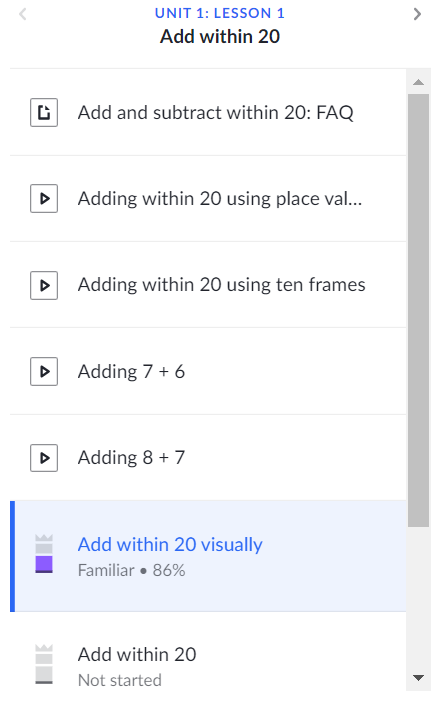 UNIT 1: LESSON 1
Add within 20
Add and subtract within 20: FAQ
Adding within 20 using place val...
Adding within 20 using ten frames
Adding 7 + 6
Adding 8 + 7
Add within 20 visually
Familiar • 86%
Add within 20
Not started